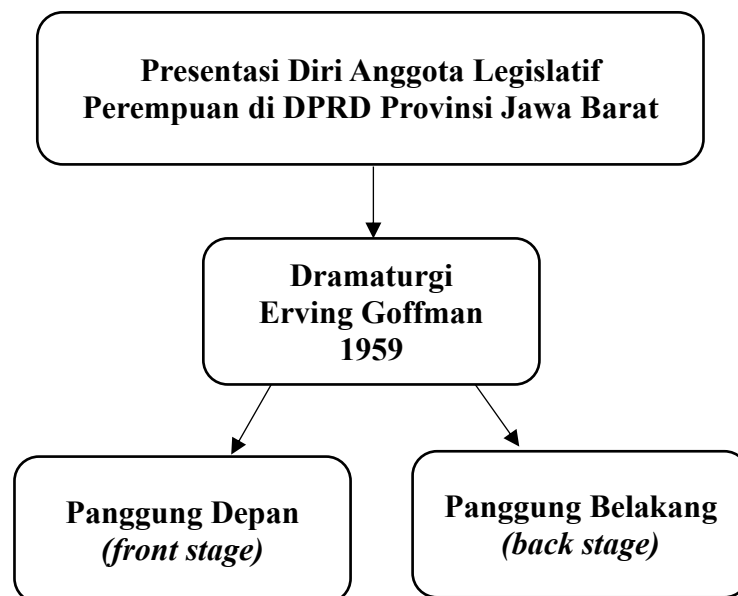 Presentasi Diri Anggota Legislatif
Perempuan di DPRD Provinsi Jawa Barat
Dramaturgi
Erving Goffman
1959
Panggung Depan
(front stage)
Panggung Belakang
(back stage)